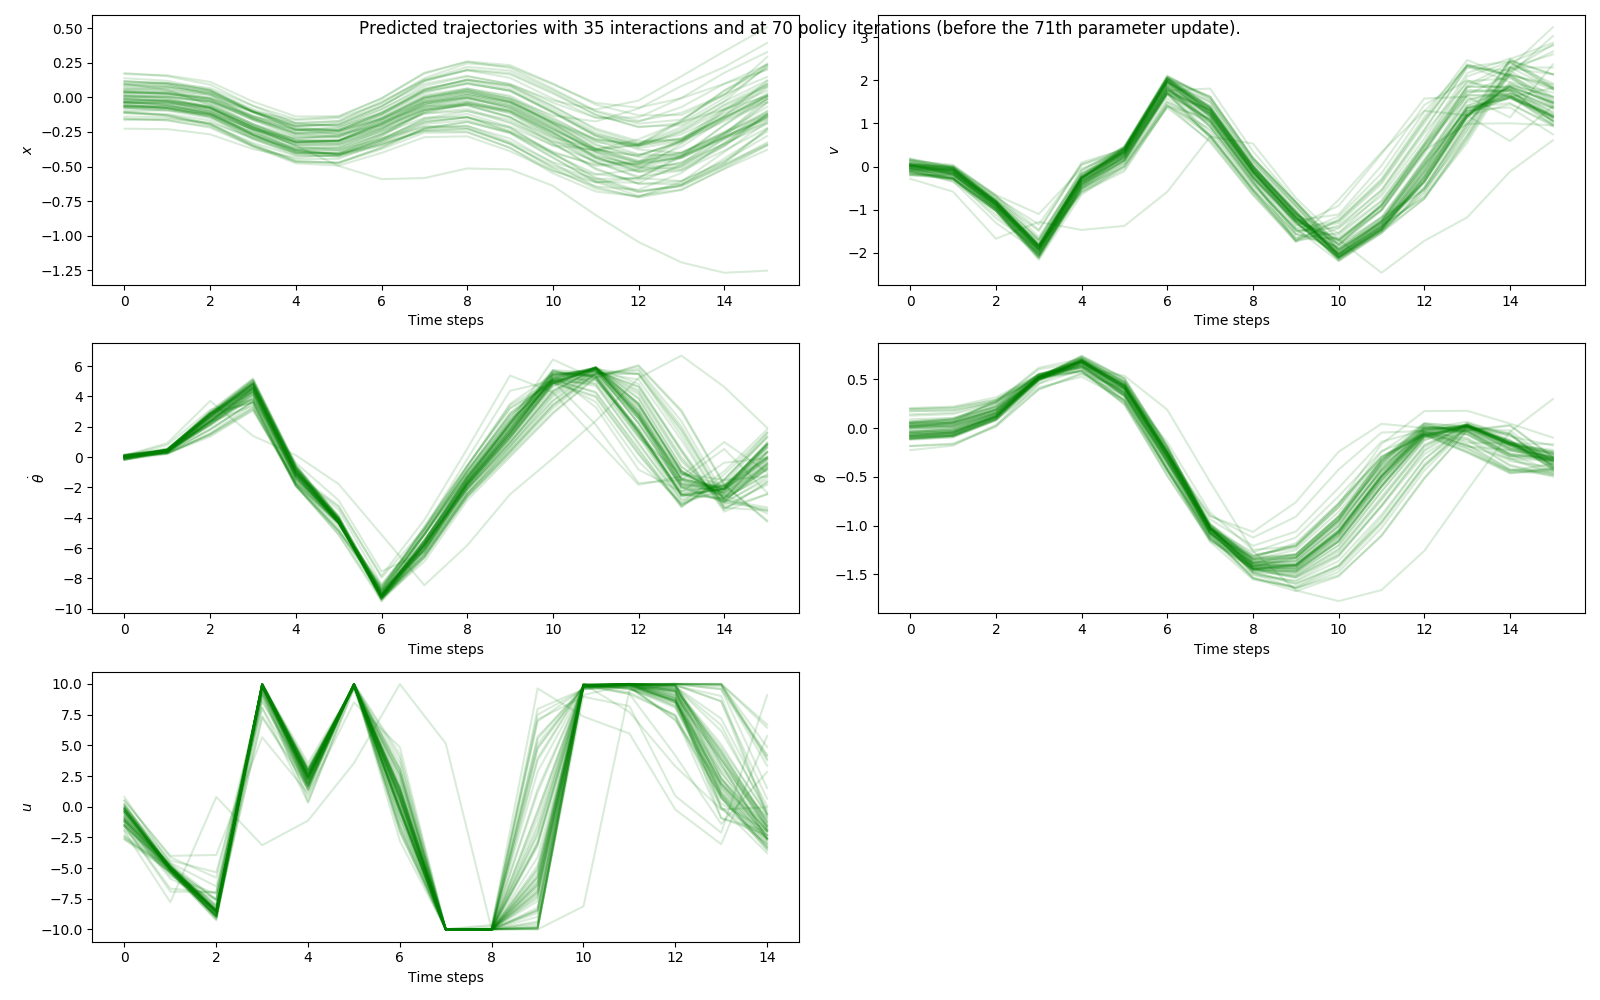 Predicted trajectories with 35 interactions and at 70 policy iterations (before the 71th parameter update).
0.50
0.25
0.00
−0.25
−0.50
−0.75
−1.00
−1.25
x
0 2 4 6 8 10 12 14
Time steps
3
2
1
0
−1
−2
v
0 2 4 6 8 10 12 14
Time steps
6
4
2
0
−2
−4
−6
−8
−10
θ̇
0 2 4 6 8 10 12 14
Time steps
0.5
0.0
−0.5
−1.0
−1.5
θ
0 2 4 6 8 10 12 14
Time steps
10.0
7.5
5.0
2.5
0.0
−2.5
−5.0
−7.5
−10.0
u
0 2 4 6 8 10 12 14
Time steps